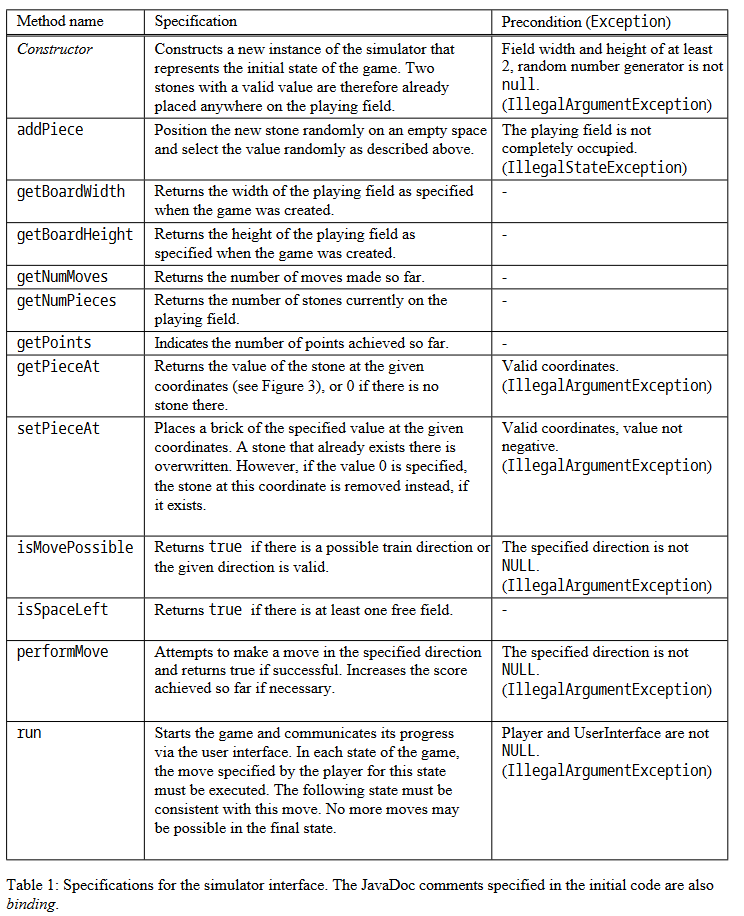 Method name Specification Precondition (Exception)
Constructor Constructs a new instance of the simulator that
represents the initial state of the game. Two
stones with a valid value are therefore already
placed anywhere on the playing field.
Field width and height of at least
2, random number generator is not
null.
(IllegalArgumentException)
addPiece Position the new stone randomly on an empty space
and select the value randomly as described above.
The playing field is not
completely occupied.
(IllegalStateException)
getBoardWidth Returns the width of the playing field as specified
when the game was created.
-
getBoardHeight Returns the height of the playing field as
specified when the game was created.
-
getNumMoves Returns the number of moves made so far. -
getNumPieces Returns the number of stones currently on the
playing field.
-
getPoints Indicates the number of points achieved so far. -
getPieceAt Returns the value of the stone at the given
coordinates (see Figure 3), or 0 if there is no
stone there.
Valid coordinates.
(IllegalArgumentException)
setPieceAt Places a brick of the specified value at the given
coordinates. A stone that already exists there is
overwritten. However, if the value 0 is specified,
the stone at this coordinate is removed instead, if
it exists.
Valid coordinates, value not
negative.
(IllegalArgumentException)
isMovePossible Returns true if there is a possible train direction or
the given direction is valid.
The specified direction is not
NULL.
(IllegalArgumentException)
isSpaceLeft Returns true if there is at least one free field. -
performMove Attempts to make a move in the specified direction
and returns true if successful. Increases the score
achieved so far if necessary.
The specified direction is not
NULL.
(IllegalArgumentException)
run Starts the game and communicates its progress
via the user interface. In each state of the game,
the move specified by the player for this state
must be executed. The following state must be
consistent with this move. No more moves may
be possible in the final state.
Player and UserInterface are not
NULL.
(IllegalArgumentException)
Table 1: Specifications for the simulator interface. The JavaDoc comments specified in the initial code are also
binding.